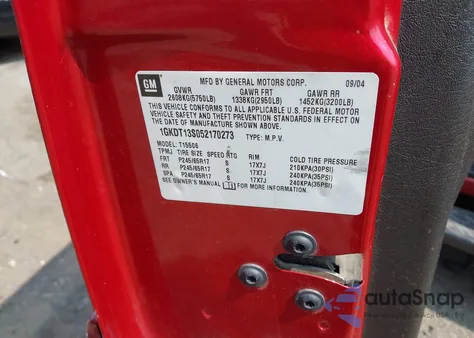 GM
MFD BY GENERAL MOTORS CORP. 09/04
GVWR GAWR FRT GAWR RR
2608KG(5750LB) 1338KG(2950LB) 1452KG(3200LB)
THIS VEHICLE CONFORMS TO ALL APPLICABLE U.S. FEDERAL MOTOR
VEHICLE SAFETY AND THEFT PREVENTION STANDARDS IN EFFECT ON
THE DATE OF MANUFACTURE SHOWN ABOVE.
1GKDT13S052170273 TYPE: M.P.V.
MODEL: T15506
TPMJ TIRE SIZE SPEED RTG RIM COLD TIRE PRESSURE
FRT P245/65R17 S 17X7J 210KPA(30PSI)
RR P245/65R17 S 17X7J 240KPA(35PSI)
SPA P245/65R17 S 17X7J 240KPA(35PSI)
SEE OWNER'S MANUAL FOR MORE INFORMATION.
autoSnap